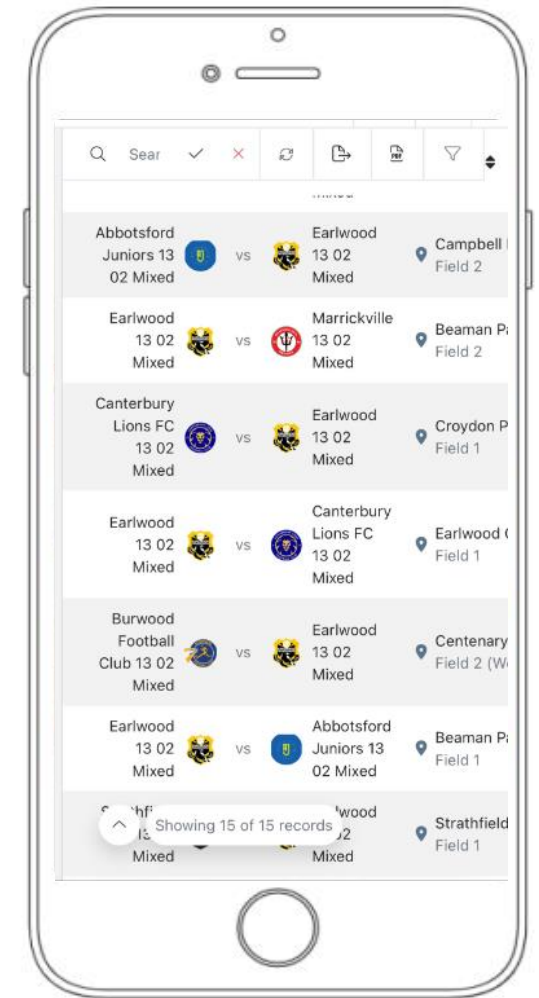 Sear
PDF
Abbotsford
Juniors 13
02 Mixed
vs
Earlwood
13 02
Mixed
Campbell
Field 2
Earlwood
13 02
Mixed
vs
Marrickville
13 02
Mixed
Beaman
Field 2
Canterbury
Lions FC
13 02
Mixed
vs
Earlwood
13 02
Mixed
Croydon P
Field 1
Earlwood
13 02
Mixed
vs
Canterbury
Lions FC
13 02
Mixed
Earlwood
Field 1
Burwood
Football
Club 13 02
Mixed
vs
Earlwood
13 02
Mixed
Centenary
Field 2 (W
Earlwood
13 02
Mixed
vs
Abbotsford
Juniors 13
02 Mixed
Beaman
Field 1
Showing 15 of 15 records
Mixed
Mixed
Strathfield
Field 1